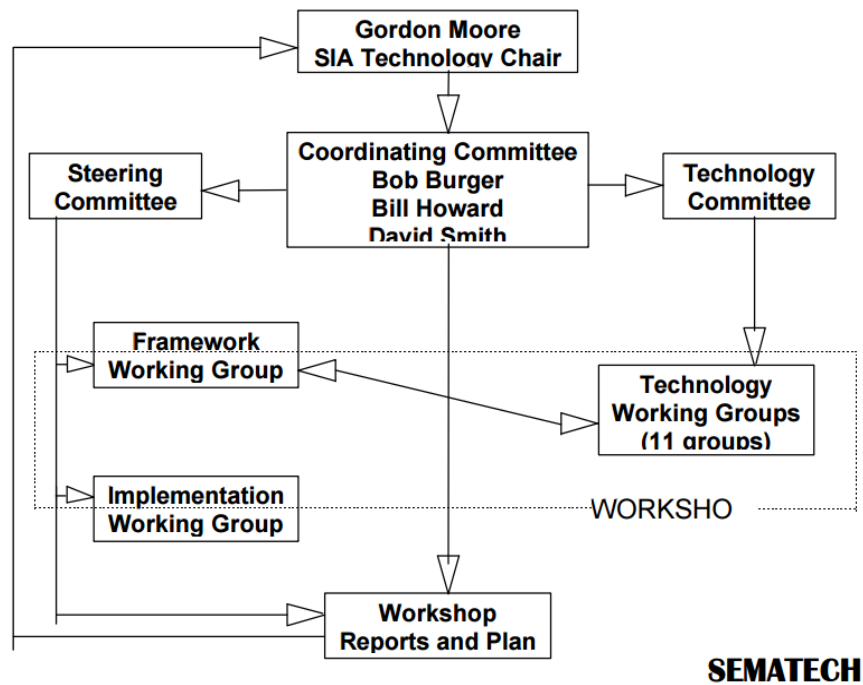 Gordon Moore
SIA Technology Chair
Coordinating Committee
Bob Burger
Bill Howard
David Smith
Steering
Committee
Technology
Committee
Framework
Working Group
Technology
Working Groups
(11 groups)
Implementation
Working Group
WORKSHO
Workshop
Reports and Plan
SEMATECH